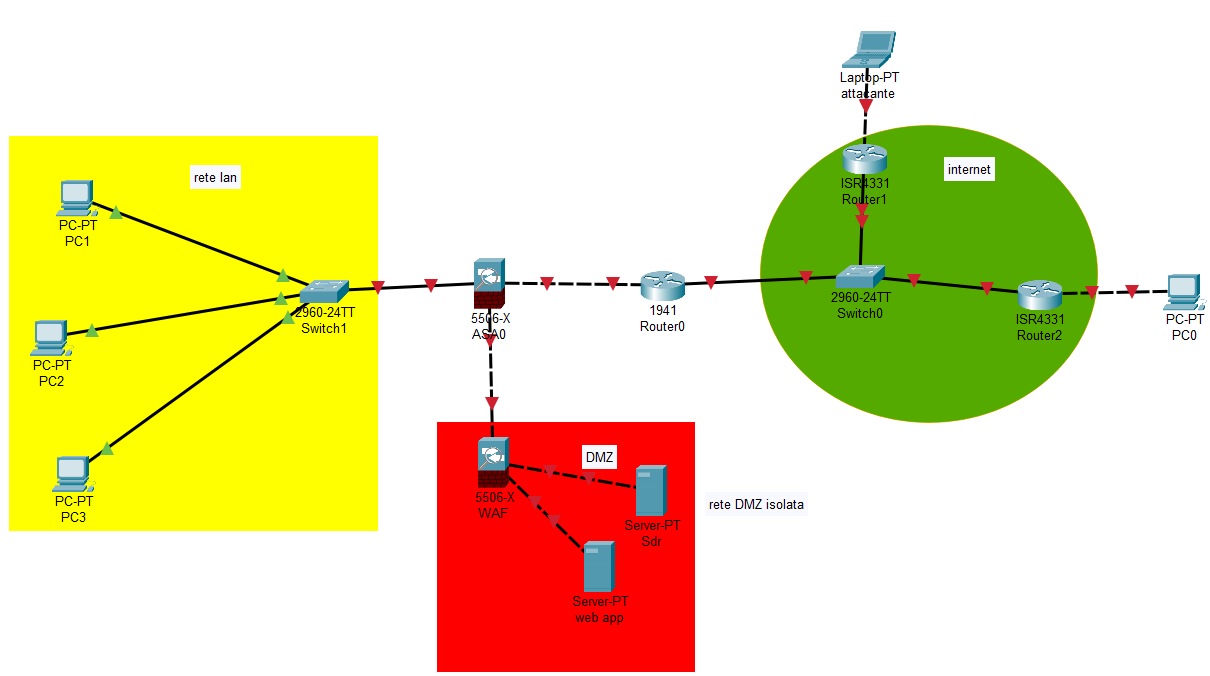 Laptop-PT
attaccante
rete lan
internet
ISR4331
Router1
PC-PT
PC1
2960-24TT
Switch1
5506-X
ASA0
1941
Router0
2960-24TT
Switch0
ISR4331
Router2
PC-PT
PC0
PC-PT
PC2
PC-PT
PC3
DMZ
5506-X
WAF
Server-PT
Sdr
rete DMZ isolata
Server-PT
web app